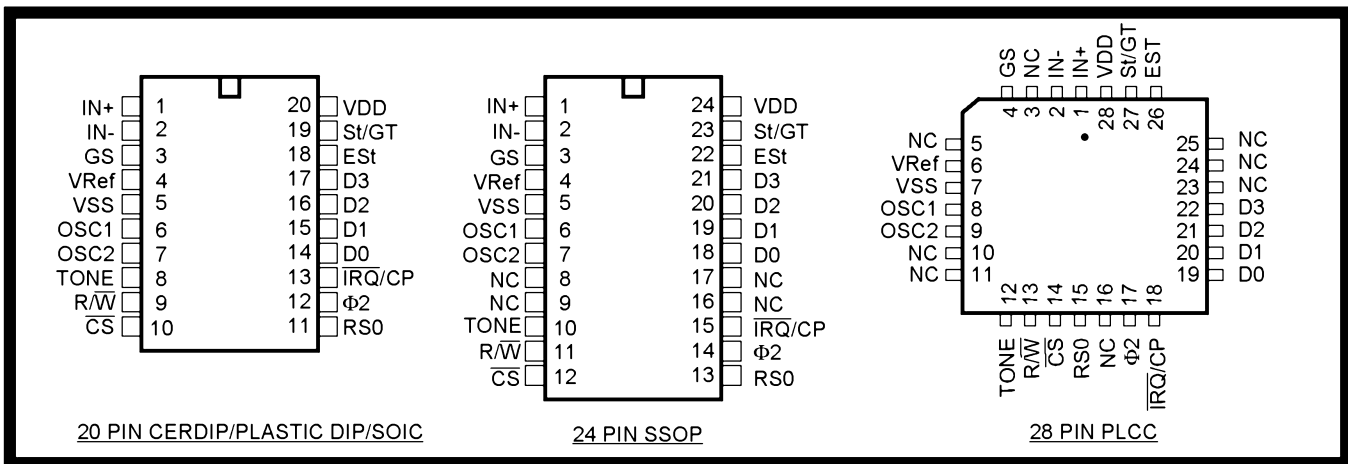 IN+ 1 20 VDD
IN- 2 19 St/GT
GS 3 18 ESt
VRef 4 17 D3
VSS 5 16 D2
OSC1 6 15 D1
OSC2 7 14 D0
TONE 8 13 I̅R̅Q̅/CP
R/W̅ 9 12 Φ2
C̅S̅ 10 11 RS0
20 PIN CERDIP/PLASTIC DIP/SOIC
IN+ 1 24 VDD
IN- 2 23 St/GT
GS 3 22 ESt
VRef 4 21 D3
VSS 5 20 D2
OSC1 6 19 D1
OSC2 7 18 D0
NC 8 17 NC
NC 9 16 NC
TONE 10 15 I̅R̅Q̅/CP
R/W̅ 11 14 Φ2
C̅S̅ 12 13 RS0
24 PIN SSOP
GS NC IN- IN+ VDD St/GT EST
4 3 2 1 28 27 26
NC 5 25 NC
VRef 6 24 NC
VSS 7 23 NC
OSC1 8 22 D3
OSC2 9 21 D2
NC 10 20 D1
NC 11 19 D0
12 13 14 15 16 17 18
TONE R/W̅ C̅S̅ RS0 NC Φ2 I̅R̅Q̅/CP
28 PIN PLCC